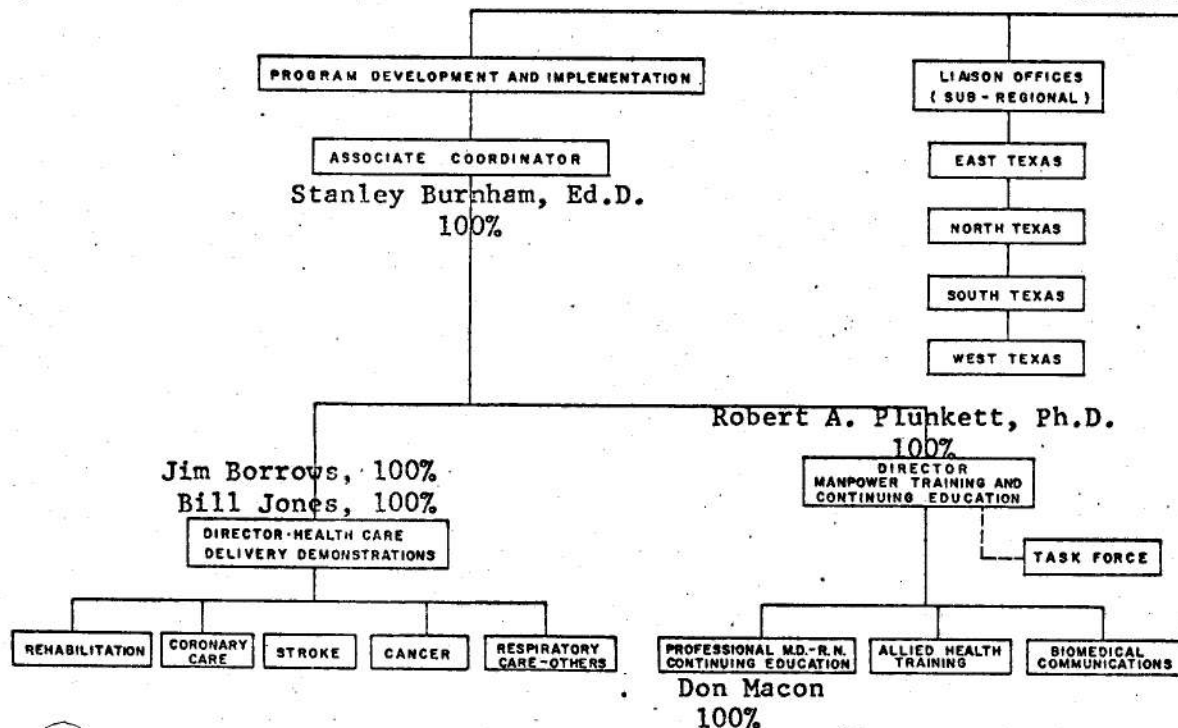 PROGRAM DEVELOPMENT AND IMPLEMENTATION
LIAISON OFFICES
( SUB - REGIONAL )
ASSOCIATE COORDINATOR
Stanley Burnham, Ed.D.
100%
EAST TEXAS
NORTH TEXAS
SOUTH TEXAS
WEST TEXAS
Jim Borrows, 100%
Bill Jones, 100%
DIRECTOR-HEALTH CARE
DELIVERY DEMONSTRATIONS
REHABILITATION
CORONARY
CARE
STROKE
CANCER
RESPIRATORY
CARE-OTHERS
Robert A. Plunkett, Ph.D.
100%
DIRECTOR
MANPOWER TRAINING AND
CONTINUING EDUCATION
TASK FORCE
PROFESSIONAL M.D.-R.N.
CONTINUING EDUCATION
Don Macon
100%
ALLIED HEALTH
TRAINING
BIOMEDICAL
COMMUNICATIONS